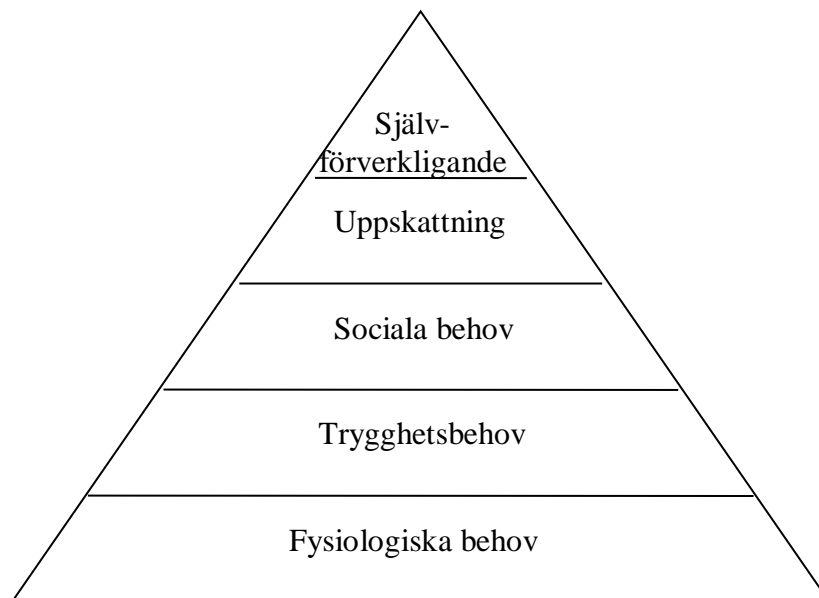 Själv-
förverkligande
Uppskattning
Sociala behov
Trygghetsbehov
Fysiologiska behov